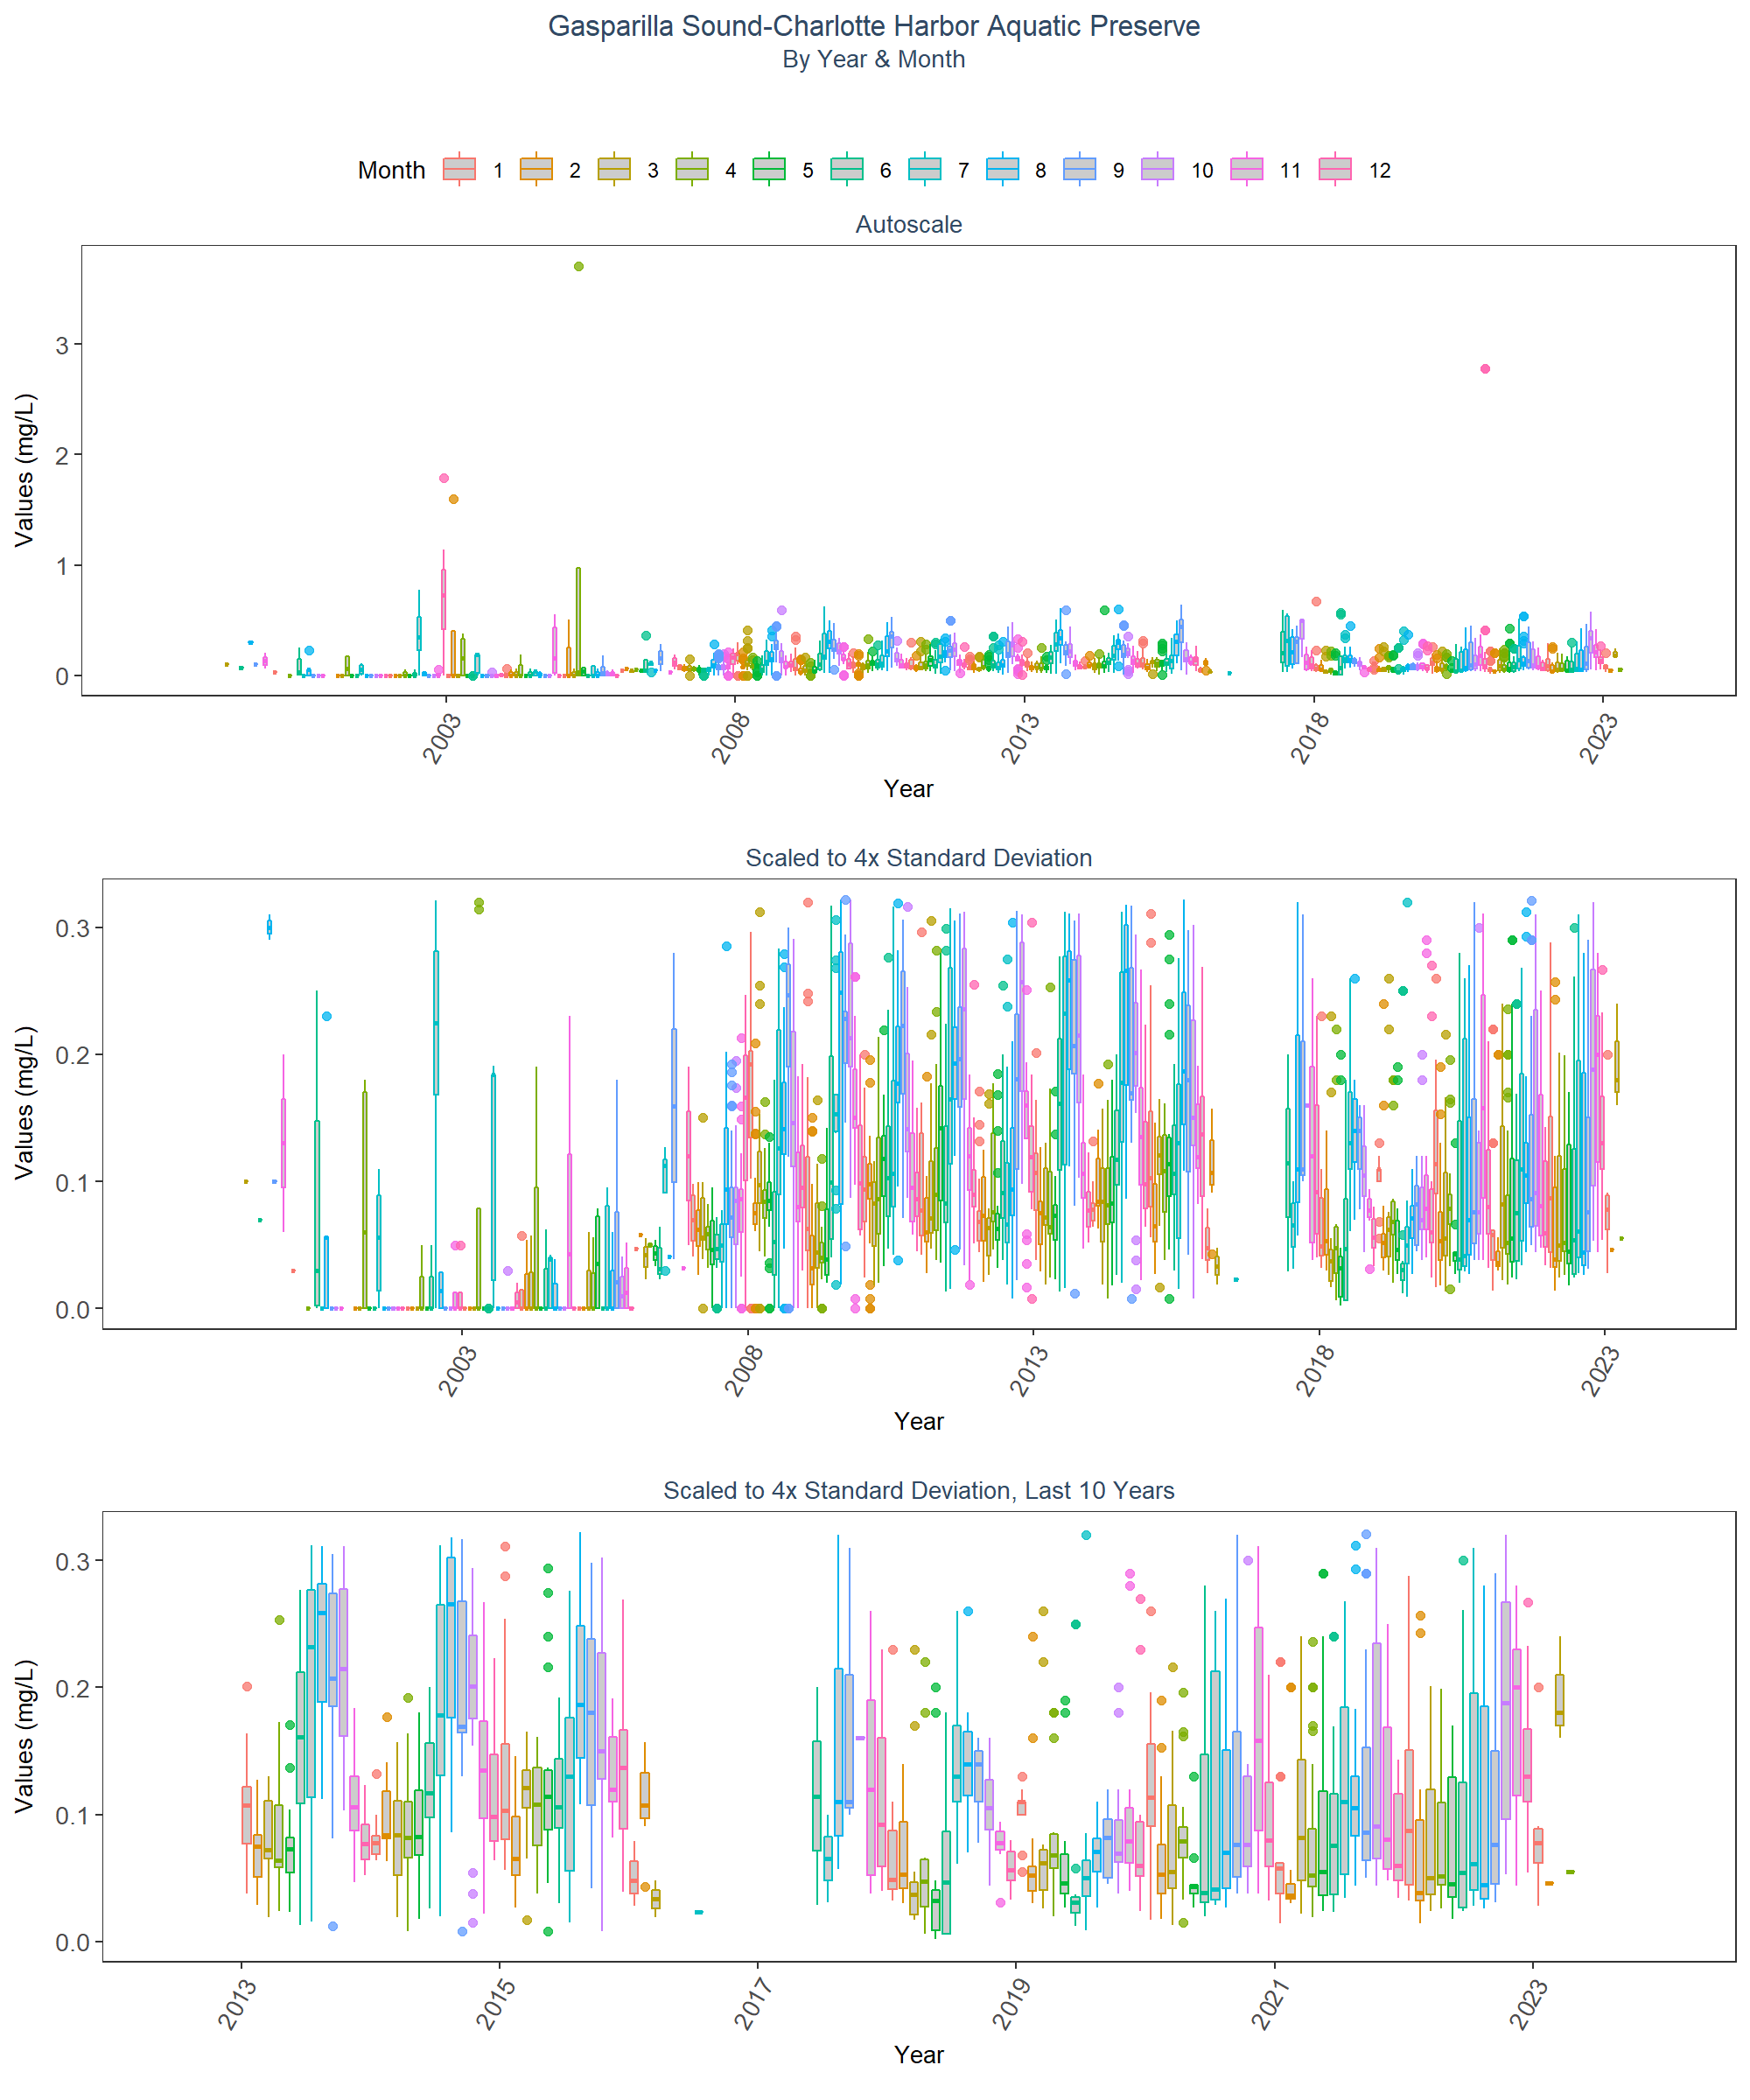 Gasparilla Sound-Charlotte Harbor Aquatic Preserve
By Year & Month
Month 1 2 3 4 5 6 7 8 9 10 11 12
Autoscale
Values (mg/L)
3
2
1
0
2003 2008 2013 2018 2023
Year
Scaled to 4x Standard Deviation
Values (mg/L)
0.3
0.2
0.1
0.0
2003 2008 2013 2018 2023
Year
Scaled to 4x Standard Deviation, Last 10 Years
Values (mg/L)
0.3
0.2
0.1
0.0
2013 2015 2017 2019 2021 2023
Year